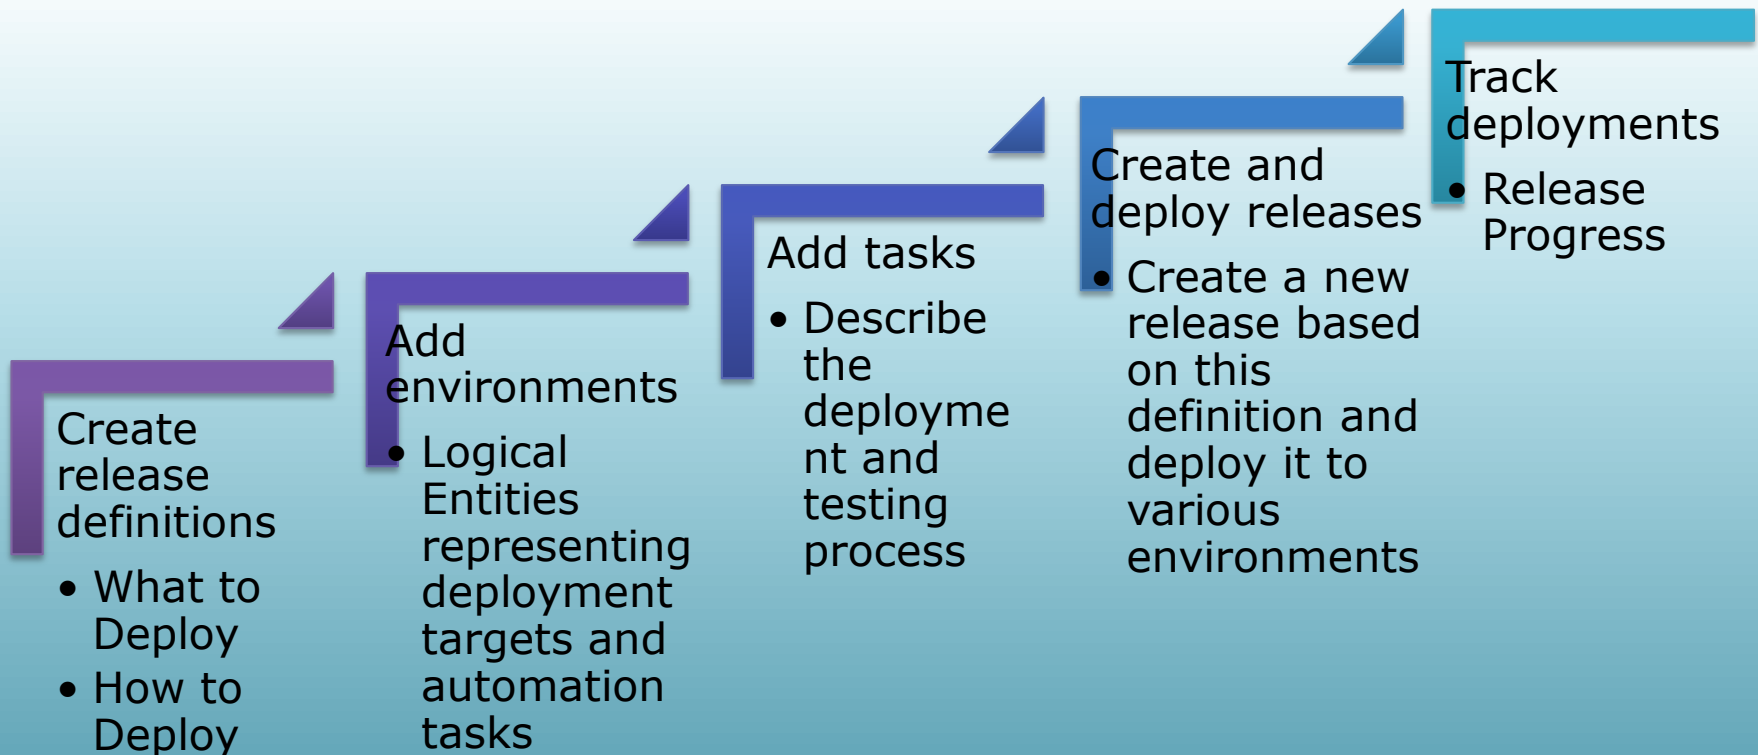 Create
release
definitions
• What to
Deploy
• How to
Deploy
Add
environments
• Logical
Entities
representing
deployment
targets and
automation
tasks
Add tasks
• Describe
the
deployme
nt and
testing
process
Create and
deploy releases
• Create a new
release based
on this
definition and
deploy it to
various
environments
Track
deployments
• Release
Progress